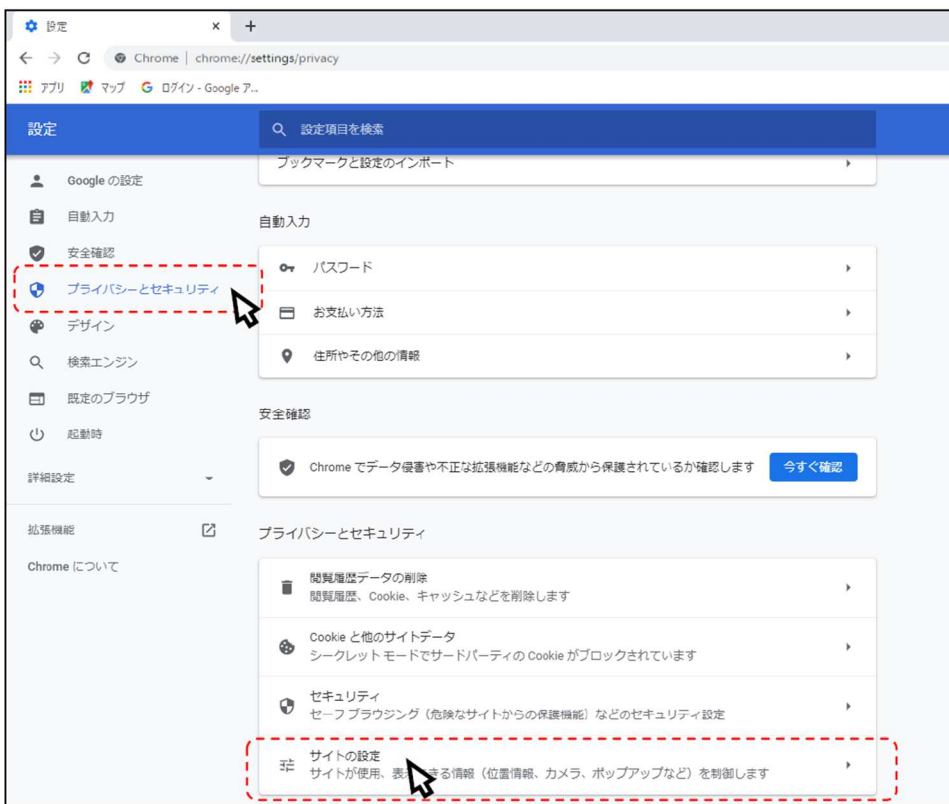 設定
Chrome | chrome://settings/privacy
アプリ マップ ログイン - Google ア...
設定
設定項目を検索
ブックマークと設定のインポート
Google の設定
自動入力
安全確認
プライバシーとセキュリティ
デザイン
検索エンジン
既定のブラウザ
起動時
詳細設定
拡張機能
Chrome について
自動入力
パスワード
お支払い方法
住所やその他の情報
安全確認
Chrome でデータ侵害や不正な拡張機能などの脅威から保護されているか確認します
今すぐ確認
プライバシーとセキュリティ
閲覧履歴データの削除
閲覧履歴、Cookie、キャッシュなどを削除します
Cookie と他のサイトデータ
シークレット モードでサードパーティの Cookie がブロックされています
セキュリティ
セーフ ブラウジング（危険なサイトからの保護機能）などのセキュリティ設定
サイトの設定
サイトが使用、表きる情報（位置情報、カメラ、ポップアップなど）を制御します